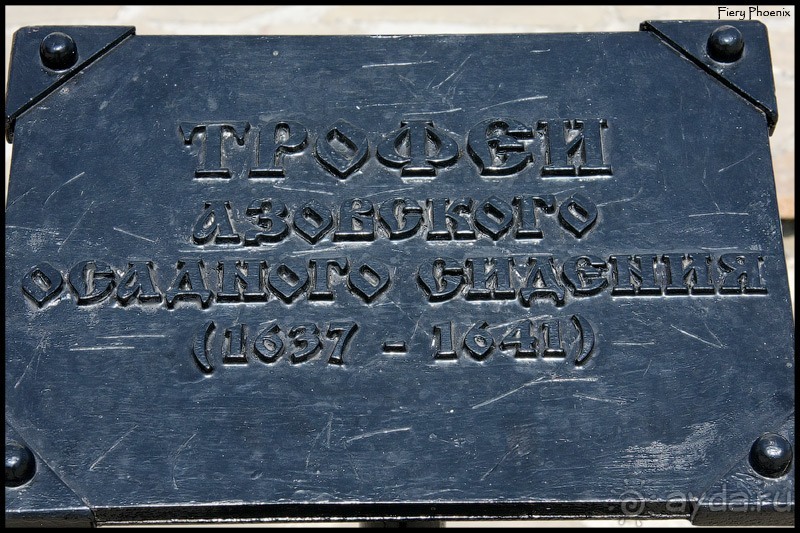 Fiery Phoenix
ТРОФЕИ
АЗОВСКОГО
ОСАДНОГО СИДЕНИЯ
(1637 - 1641)
ayda.ru